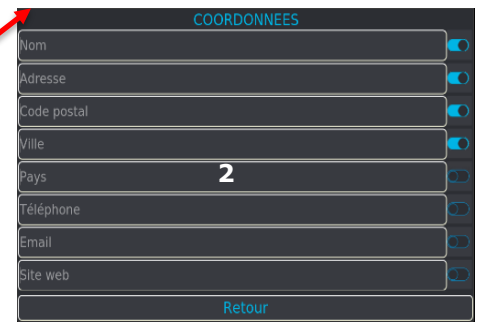 COORDONNEES
Nom
Adresse
Code postal
Ville
Pays
2
Téléphone
Email
Site web
Retour